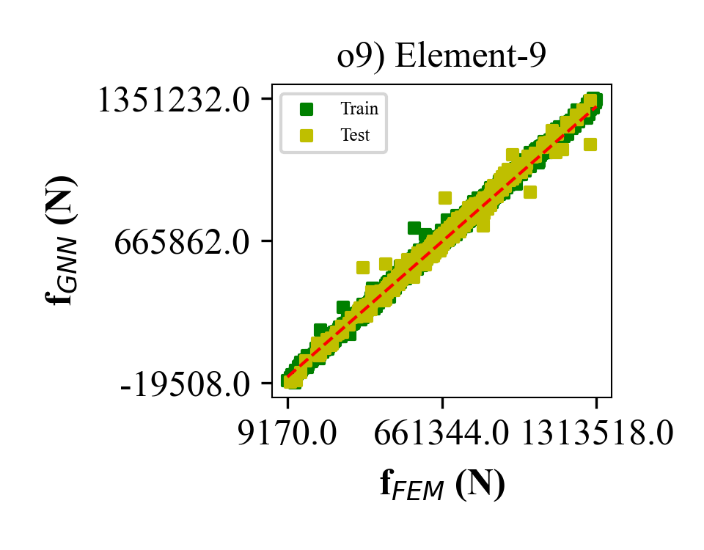 o9) Element-9
1351232.0
Train
Test
f_GNN (N)
665862.0
-19508.0
9170.0 661344.0 1313518.0
f_FEM (N)